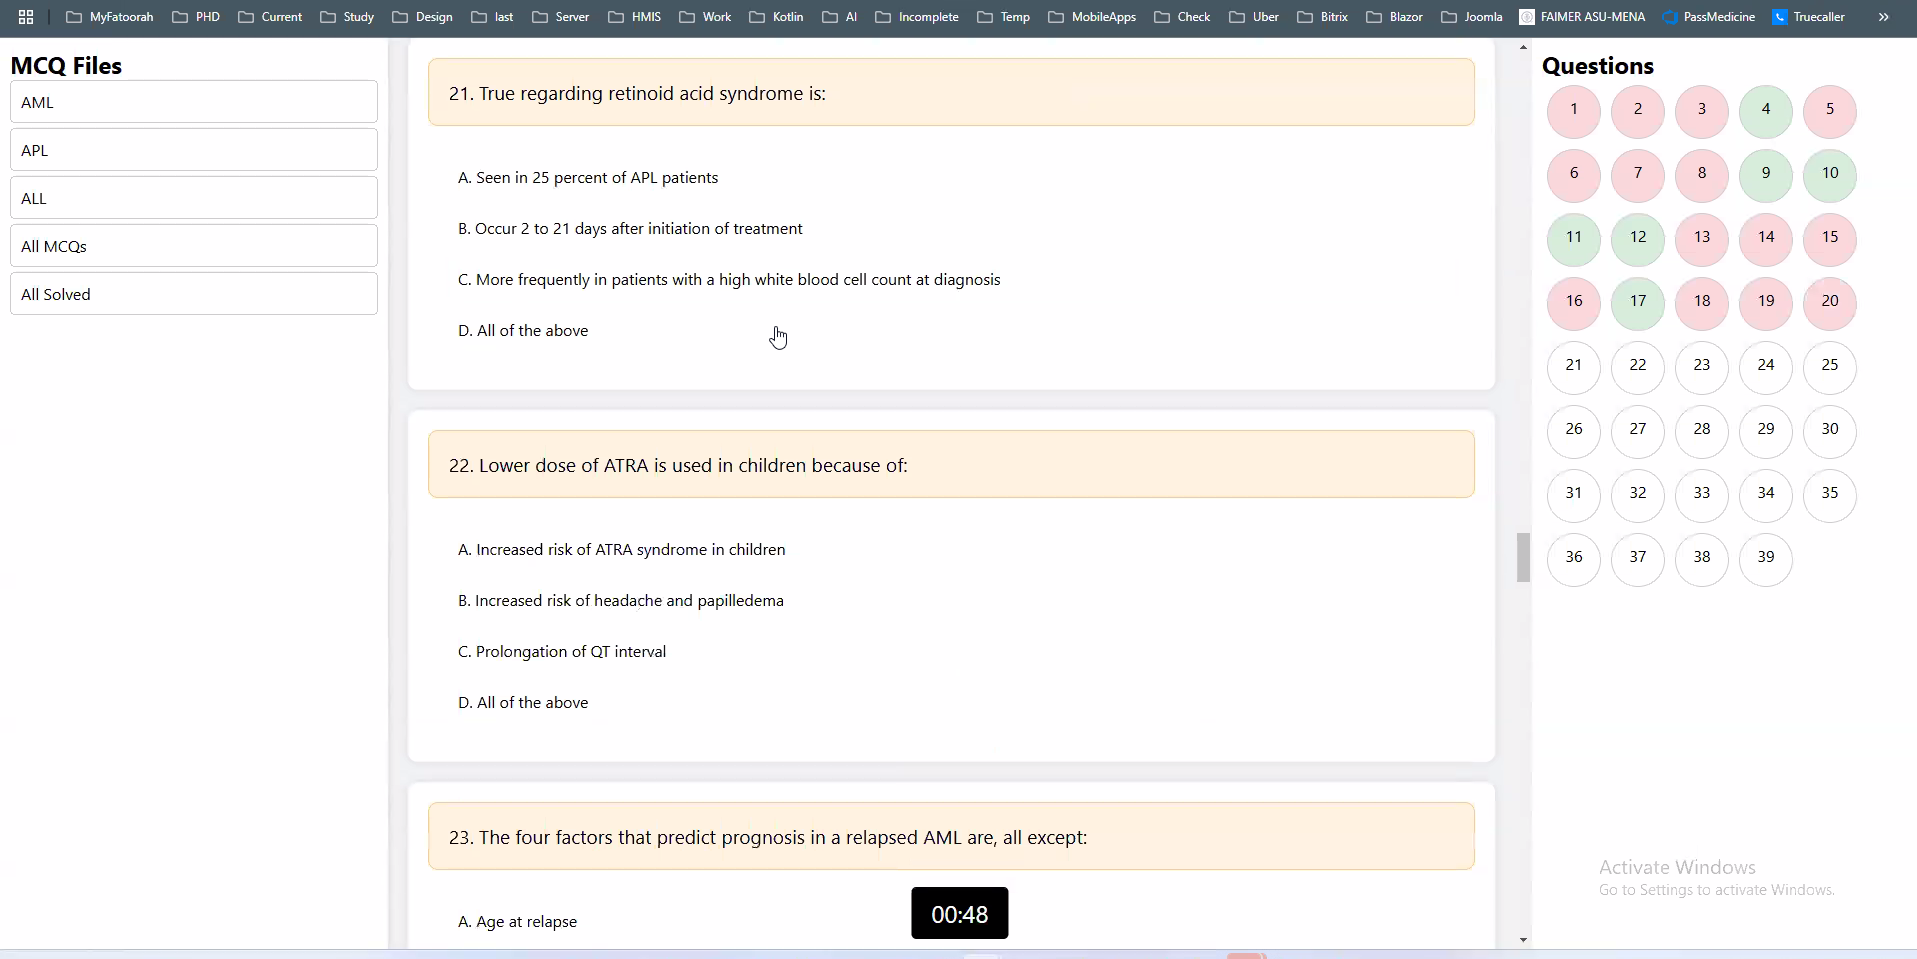 MyFatoorah PHD Current Study Design last Server HMIS Work Kotlin AI Incomplete Temp MobileApps Check Uber Bitrix Blazor Joomla FAIMER ASU-MENA PassMedicine Truecaller »
MCQ Files
AML
APL
ALL
All MCQs
All Solved
21. True regarding retinoid acid syndrome is:
A. Seen in 25 percent of APL patients
B. Occur 2 to 21 days after initiation of treatment
C. More frequently in patients with a high white blood cell count at diagnosis
D. All of the above
22. Lower dose of ATRA is used in children because of:
A. Increased risk of ATRA syndrome in children
B. Increased risk of headache and papilledema
C. Prolongation of QT interval
D. All of the above
23. The four factors that predict prognosis in a relapsed AML are, all except:
A. Age at relapse
00:48
Questions
1 2 3 4 5
6 7 8 9 10
11 12 13 14 15
16 17 18 19 20
21 22 23 24 25
26 27 28 29 30
31 32 33 34 35
36 37 38 39
Activate Windows
Go to Settings to activate Windows.